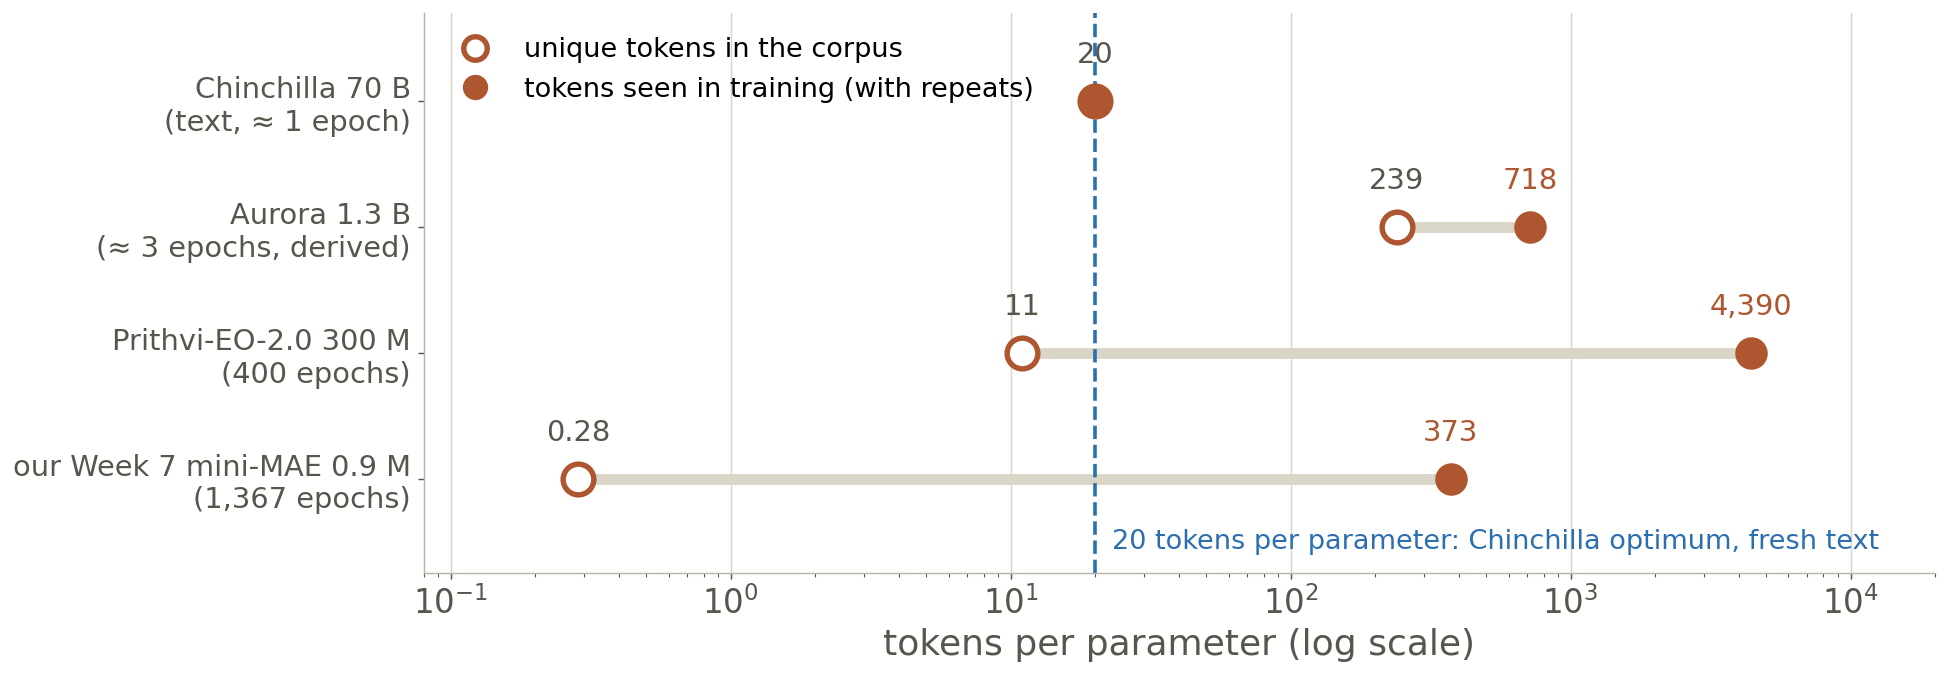 unique tokens in the corpus
tokens seen in training (with repeats)
20
Chinchilla 70 B
(text, ≈ 1 epoch)
239
718
Aurora 1.3 B
(≈ 3 epochs, derived)
11
4,390
Prithvi-EO-2.0 300 M
(400 epochs)
0.28
373
our Week 7 mini-MAE 0.9 M
(1,367 epochs)
20 tokens per parameter: Chinchilla optimum, fresh text
10⁻¹ 10⁰ 10¹ 10² 10³ 10⁴
tokens per parameter (log scale)